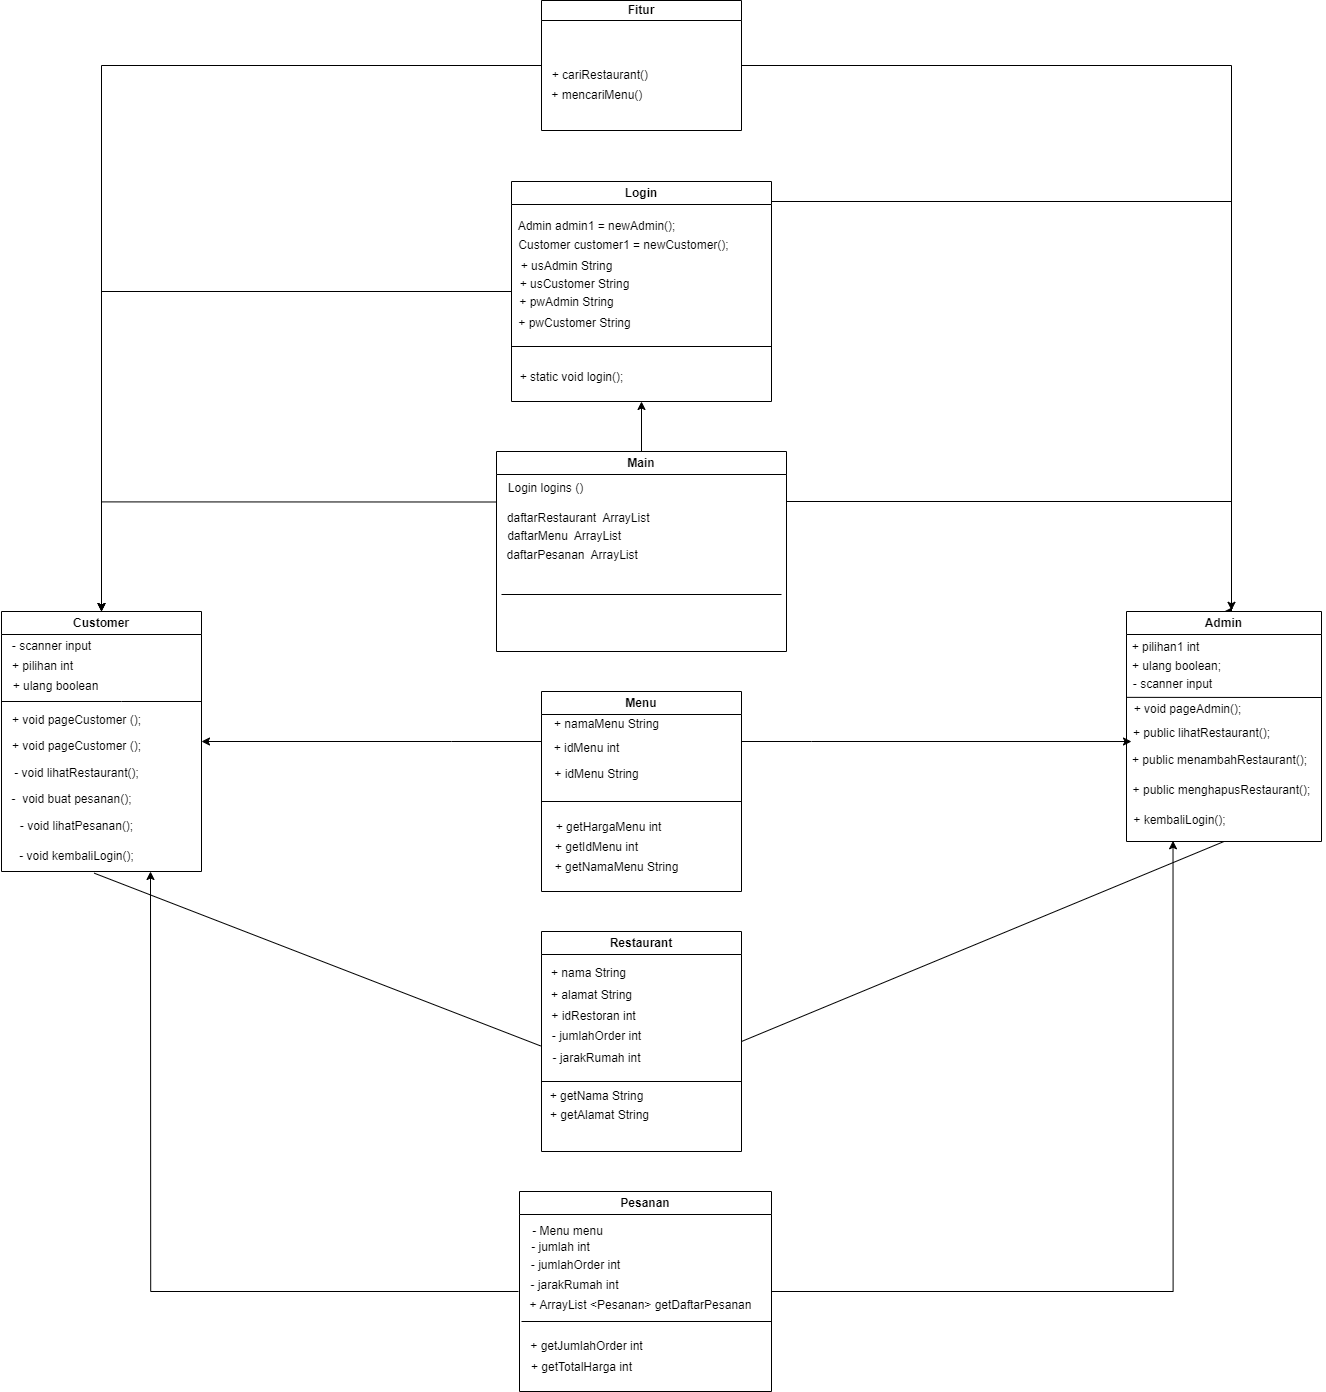 Fitur
+ cariRestaurant()
+ mencariMenu()
Login
Admin admin1 = newAdmin();
Customer customer1 = newCustomer();
+ usAdmin String
+ usCustomer String
+ pwAdmin String
+ pwCustomer String
+ static void login();
Main
Login logins ()
daftarRestaurant  ArrayList
daftarMenu  ArrayList
daftarPesanan  ArrayList
Customer
- scanner input
+ pilihan int
+ ulang boolean
+ void pageCustomer ();
+ void pageCustomer ();
- void lihatRestaurant();
-  void buat pesanan();
- void lihatPesanan();
- void kembaliLogin();
Admin
+ pilihan1 int
+ ulang boolean;
- scanner input
+ void pageAdmin();
+ public lihatRestaurant();
+ public menambahRestaurant();
+ public menghapusRestaurant();
+ kembaliLogin();
Menu
+ namaMenu String
+ idMenu int
+ idMenu String
+ getHargaMenu int
+ getIdMenu int
+ getNamaMenu String
Restaurant
+ nama String
+ alamat String
+ idRestoran int
- jumlahOrder int
- jarakRumah int
+ getNama String
+ getAlamat String
Pesanan
- Menu menu
- jumlah int
- jumlahOrder int
- jarakRumah int
+ ArrayList <Pesanan> getDaftarPesanan
+ getJumlahOrder int
+ getTotalHarga int